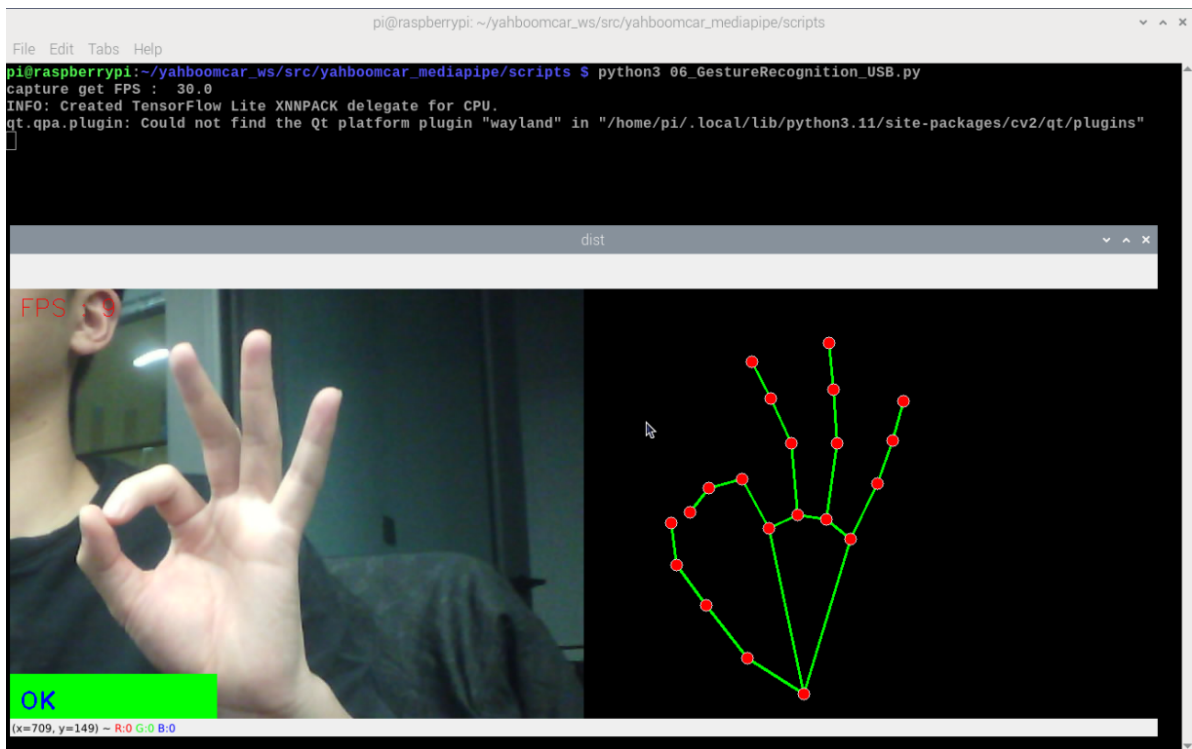 pi@raspberrypi: ~/yahboomcar_ws/src/yahboomcar_mediapipe/scripts
File Edit Tabs Help
pi@raspberrypi:~/yahboomcar_ws/src/yahboomcar_mediapipe/scripts $ python3 06_GestureRecognition_USB.py
capture get FPS :  30.0
INFO: Created TensorFlow Lite XNNPACK delegate for CPU.
qt.qpa.plugin: Could not find the Qt platform plugin "wayland" in "/home/pi/.local/lib/python3.11/site-packages/cv2/qt/plugins"
dist
FPS : 9
OK
(x=709, y=149) ~ R:0 G:0 B:0